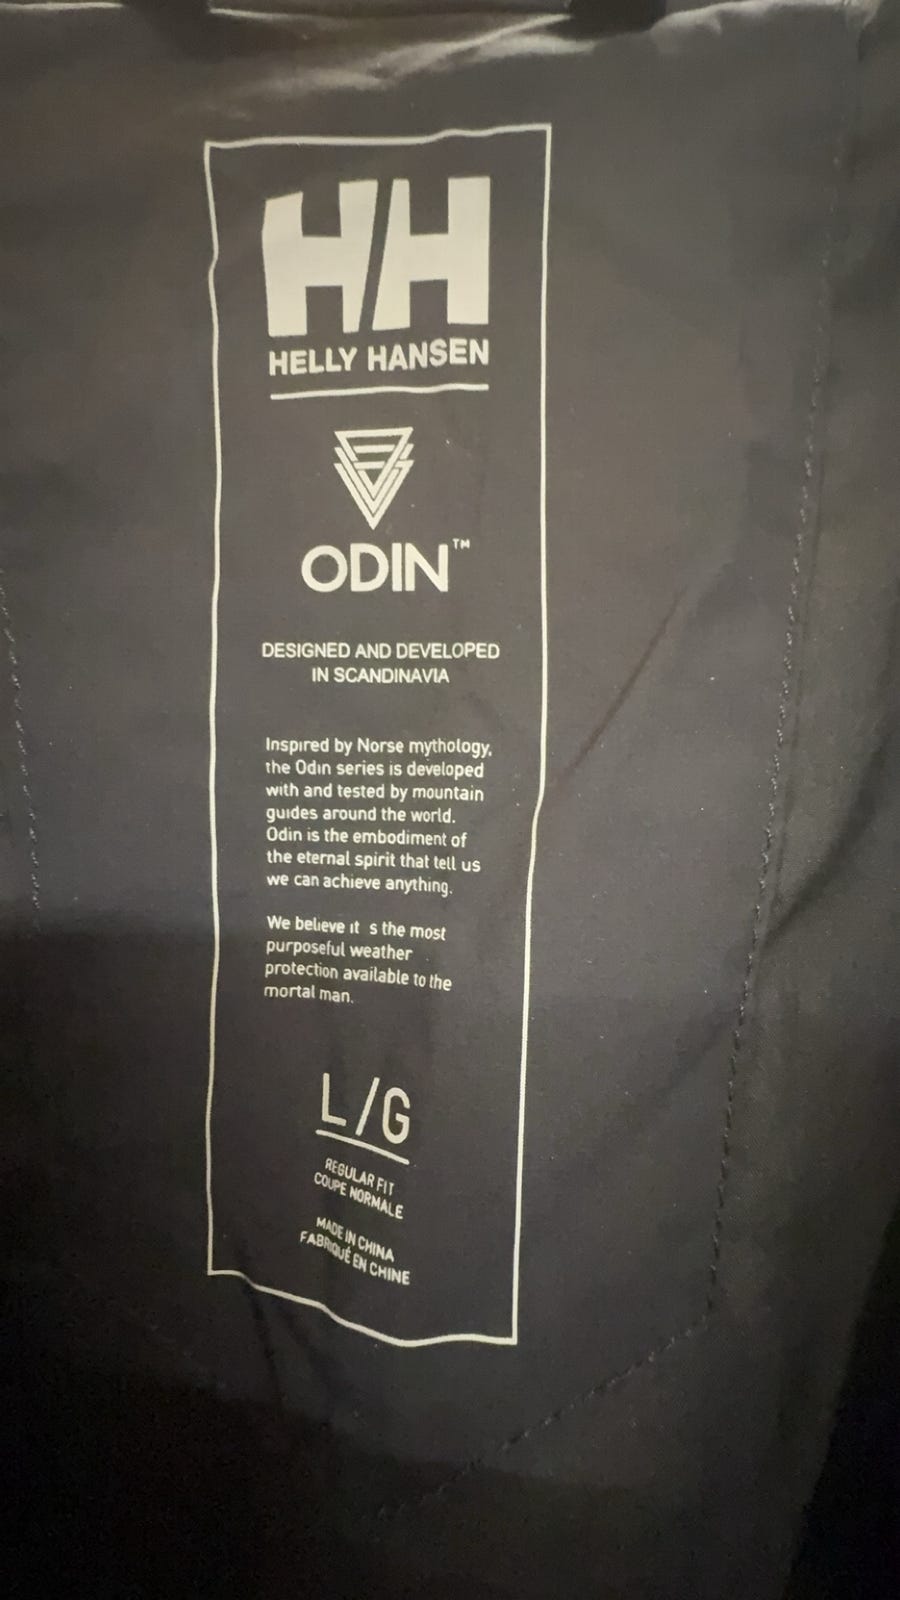 HH
HELLY HANSEN
ODIN™
DESIGNED AND DEVELOPED
IN SCANDINAVIA
Inspired by Norse mythology,
the Odin series is developed
with and tested by mountain
guides around the world.
Odin is the embodiment of
the eternal spirit that tell us
we can achieve anything.
We believe it s the most
purposeful weather
protection available to the
mortal man.
L/G
REGULAR FIT
COUPE NORMALE
MADE IN CHINA
FABRIQUÉ EN CHINE